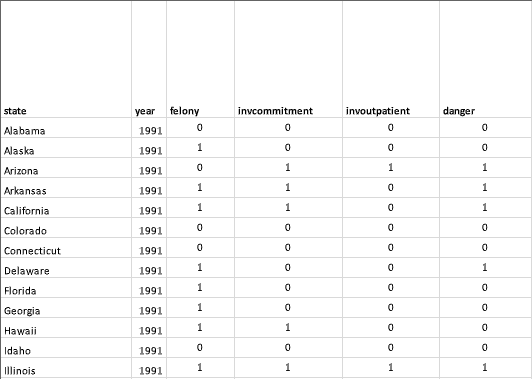 state year felony invcommitment invoutpatient danger
Alabama 1991 0 0 0 0
Alaska 1991 1 0 0 0
Arizona 1991 0 1 1 1
Arkansas 1991 1 1 0 1
California 1991 1 1 0 1
Colorado 1991 0 0 0 0
Connecticut 1991 0 0 0 0
Delaware 1991 1 0 0 1
Florida 1991 1 0 0 0
Georgia 1991 1 0 0 0
Hawaii 1991 1 1 0 0
Idaho 1991 0 0 0 0
Illinois 1991 1 1 1 1